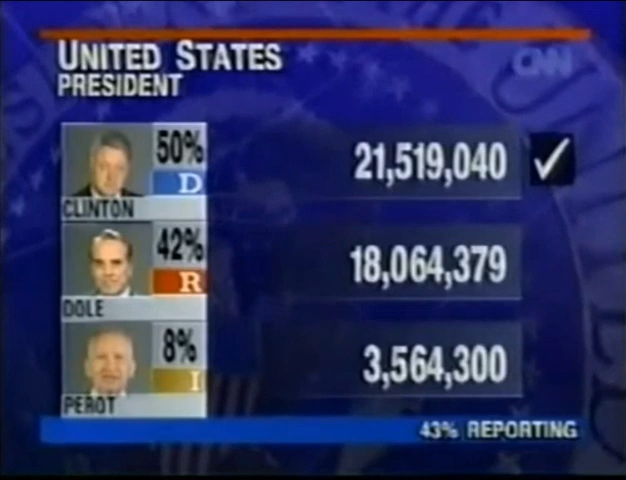 UNITED STATES
PRESIDENT
CNN
50%
D
CLINTON
21,519,040
42%
R
DOLE
18,064,379
8%
I
PEROT
3,564,300
43% REPORTING